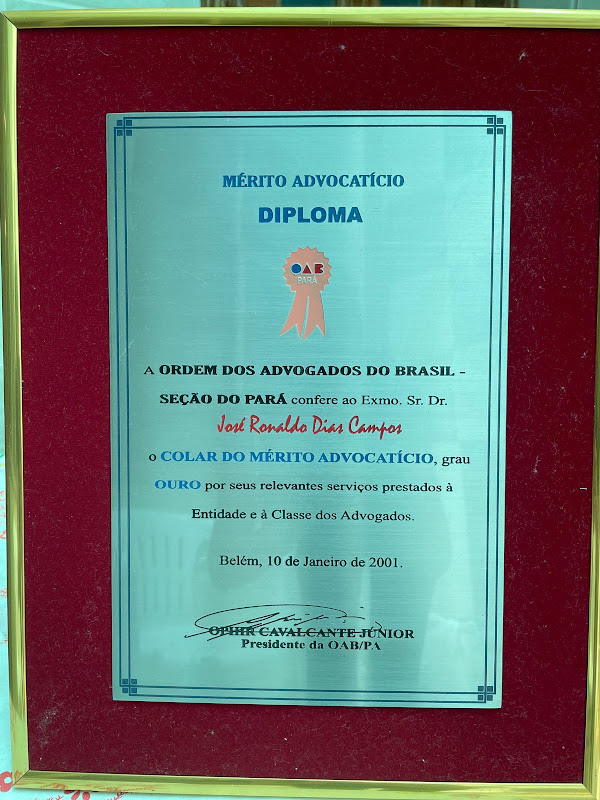 MÉRITO ADVOCATÍCIO
DIPLOMA
OAB
PARÁ
A ORDEM DOS ADVOGADOS DO BRASIL -
SEÇÃO DO PARÁ confere ao Exmo. Sr. Dr.
José Ronaldo Dias Campos
o COLAR DO MÉRITO ADVOCATÍCIO, grau
OURO por seus relevantes serviços prestados à
Entidade e à Classe dos Advogados.
Belém, 10 de Janeiro de 2001.
OPHIR CAVALCANTE JÚNIOR
Presidente da OAB/PA